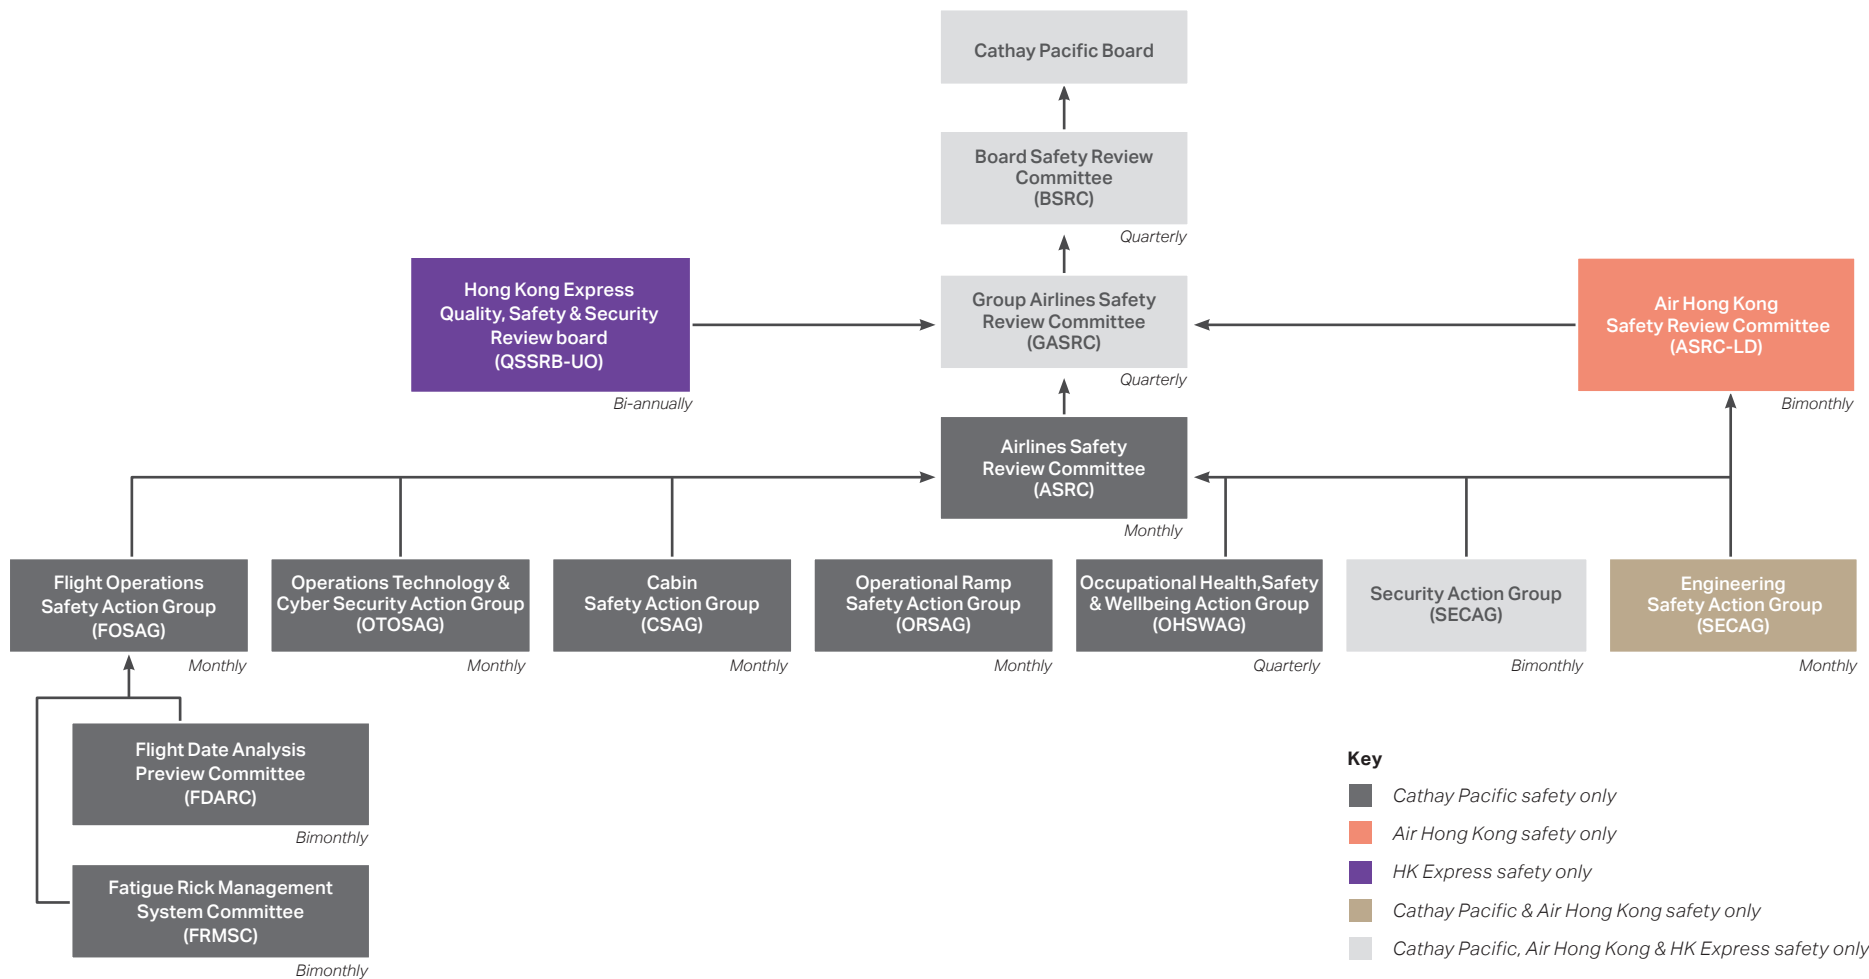 Cathay Pacific Board
Board Safety Review
Committee
(BSRC)
Quarterly
Hong Kong Express
Quality, Safety & Security
Review board
(QSSRB-UO)
Bi-annually
Group Airlines Safety
Review Committee
(GASRC)
Quarterly
Air Hong Kong
Safety Review Committee
(ASRC-LD)
Bimonthly
Airlines Safety
Review Committee
(ASRC)
Monthly
Flight Operations
Safety Action Group
(FOSAG)
Monthly
Operations Technology &
Cyber Security Action Group
(OTOSAG)
Monthly
Cabin
Safety Action Group
(CSAG)
Monthly
Operational Ramp
Safety Action Group
(ORSAG)
Monthly
Occupational Health,Safety
& Wellbeing Action Group
(OHSWAG)
Quarterly
Security Action Group
(SECAG)
Bimonthly
Engineering
Safety Action Group
(SECAG)
Monthly
Flight Date Analysis
Preview Committee
(FDARC)
Bimonthly
Fatigue Rick Management
System Committee
(FRMSC)
Bimonthly
Key
Cathay Pacific safety only
Air Hong Kong safety only
HK Express safety only
Cathay Pacific & Air Hong Kong safety only
Cathay Pacific, Air Hong Kong & HK Express safety only